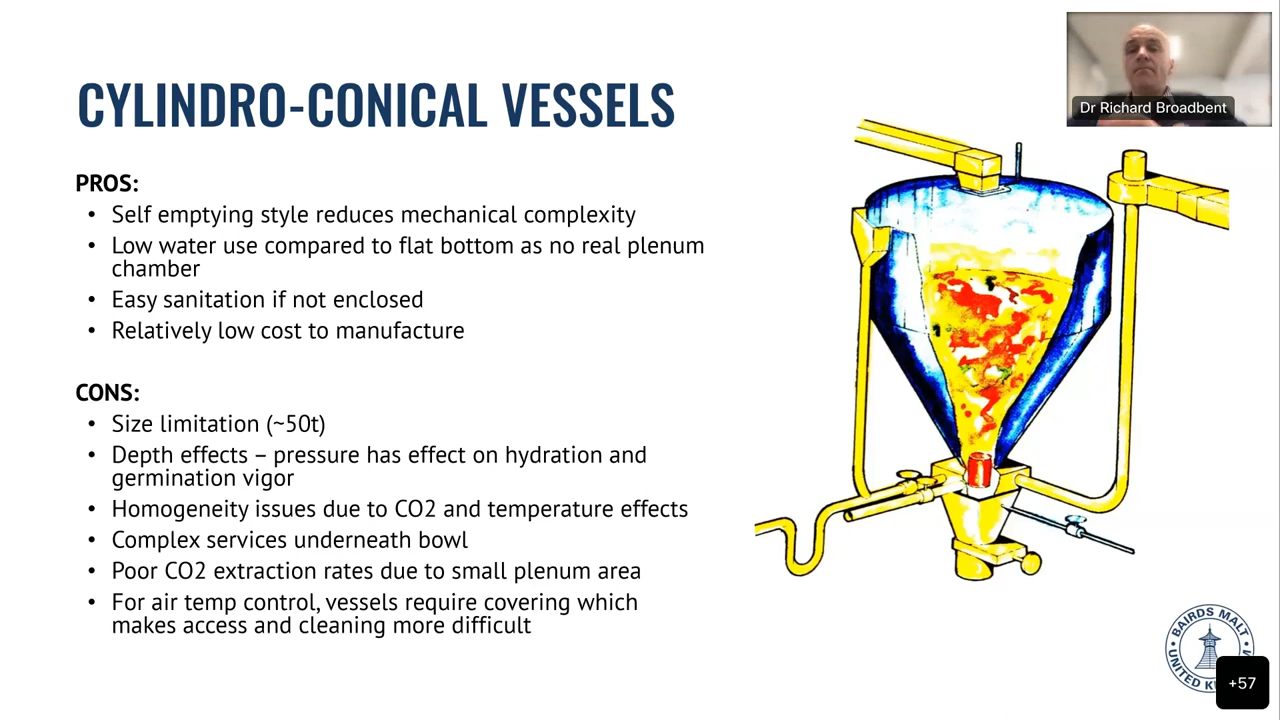 Dr Richard Broadbent
CYLINDRO-CONICAL VESSELS
PROS:
• Self emptying style reduces mechanical complexity
• Low water use compared to flat bottom as no real plenum
chamber
• Easy sanitation if not enclosed
• Relatively low cost to manufacture
CONS:
• Size limitation (~50t)
• Depth effects – pressure has effect on hydration and
germination vigor
• Homogeneity issues due to CO2 and temperature effects
• Complex services underneath bowl
• Poor CO2 extraction rates due to small plenum area
• For air temp control, vessels require covering which
makes access and cleaning more difficult
BAIRDS MALT
UNITED
+57